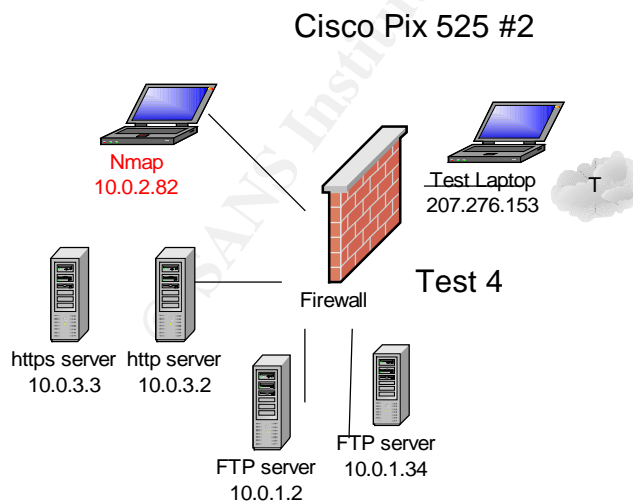 Cisco Pix 525 #2
© SANS Institu
Nmap
10.0.2.82
Test Laptop
207.276.153
T
Test 4
Firewall
https server
10.0.3.3
http server
10.0.3.2
FTP server
10.0.1.2
FTP server
10.0.1.34